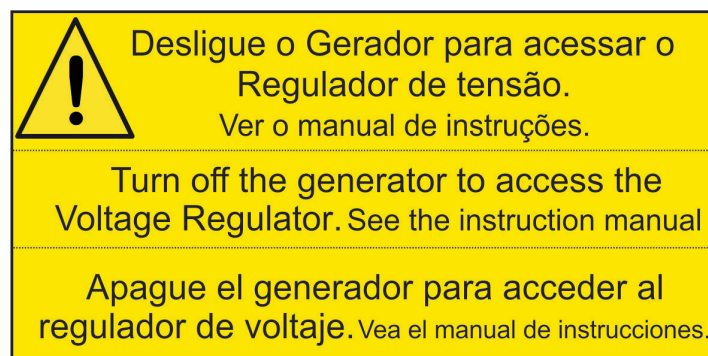 Desligue o Gerador para acessar o
Regulador de tensão.
Ver o manual de instruções.
Turn off the generator to access the
Voltage Regulator. See the instruction manual
Apague el generador para acceder al
regulador de voltaje. Vea el manual de instrucciones.